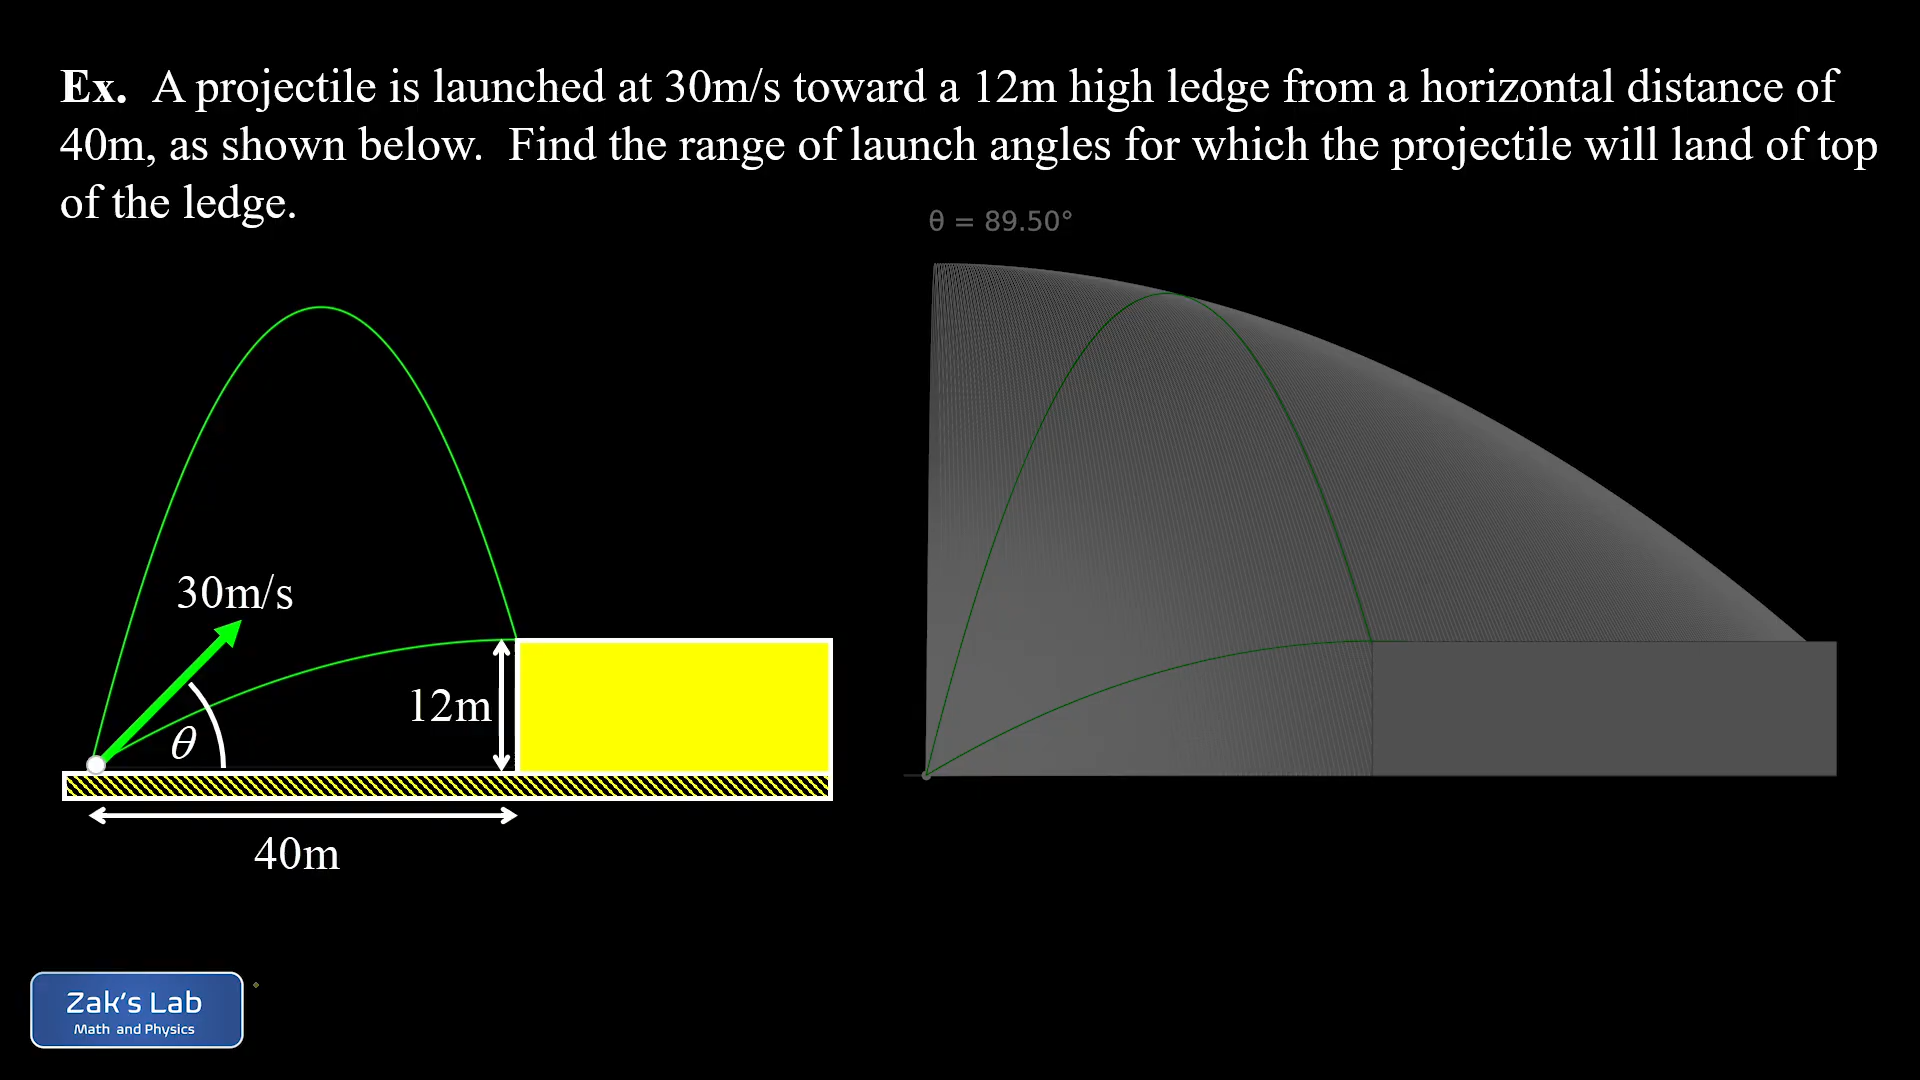 Ex. A projectile is launched at 30m/s toward a 12m high ledge from a horizontal distance of
40m, as shown below. Find the range of launch angles for which the projectile will land of top
of the ledge.
θ = 89.50°
30m/s
12m
θ
40m
Zak's Lab
Math and Physics